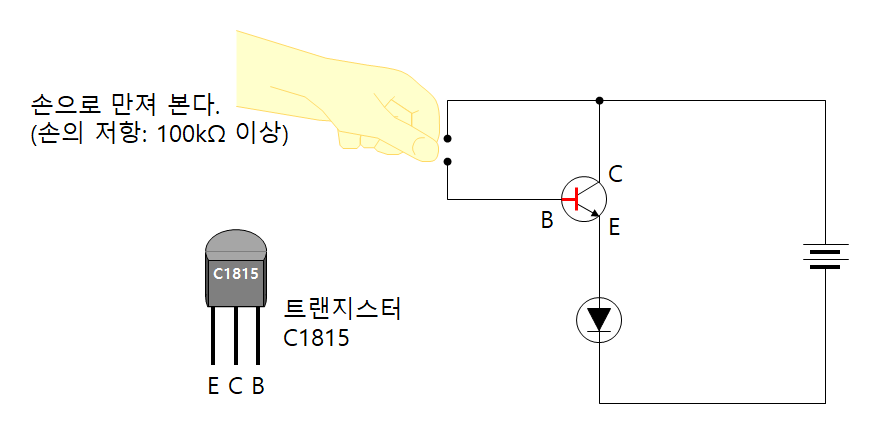 손으로 만져 본다.
(손의 저항: 100kΩ 이상)
C
B
E
C1815
트랜지스터
C1815
E C B